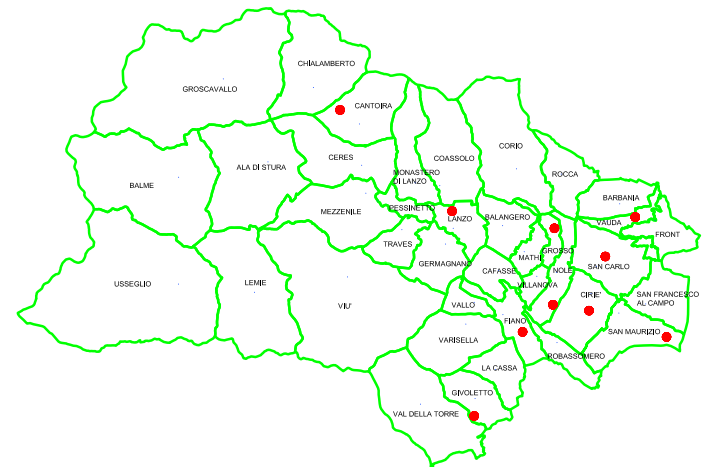 CHIALAMBERTO
GROSCAVALLO
CANTOIRA
CORIO
CERES
COASSOLO
ALA DI STURA
MONASTERO
DI LANZO
ROCCA
BALME
BARBANIA
PESSINETTO
MEZZENILE
LANZO
BALANGERO
VAUDA
FRONT
TRAVES
GROSSO
MATHI
GERMAGNANO
SAN CARLO
CAFASSE
NOLE
USSEGLIO
LEMIE
VILLANOVA
CIRIE'
SAN FRANCESCO
AL CAMPO
VIU'
VALLO
FIANO
SAN MAURIZIO
VARISELLA
ROBASSOMERO
LA CASSA
GIVOLETTO
VAL DELLA TORRE